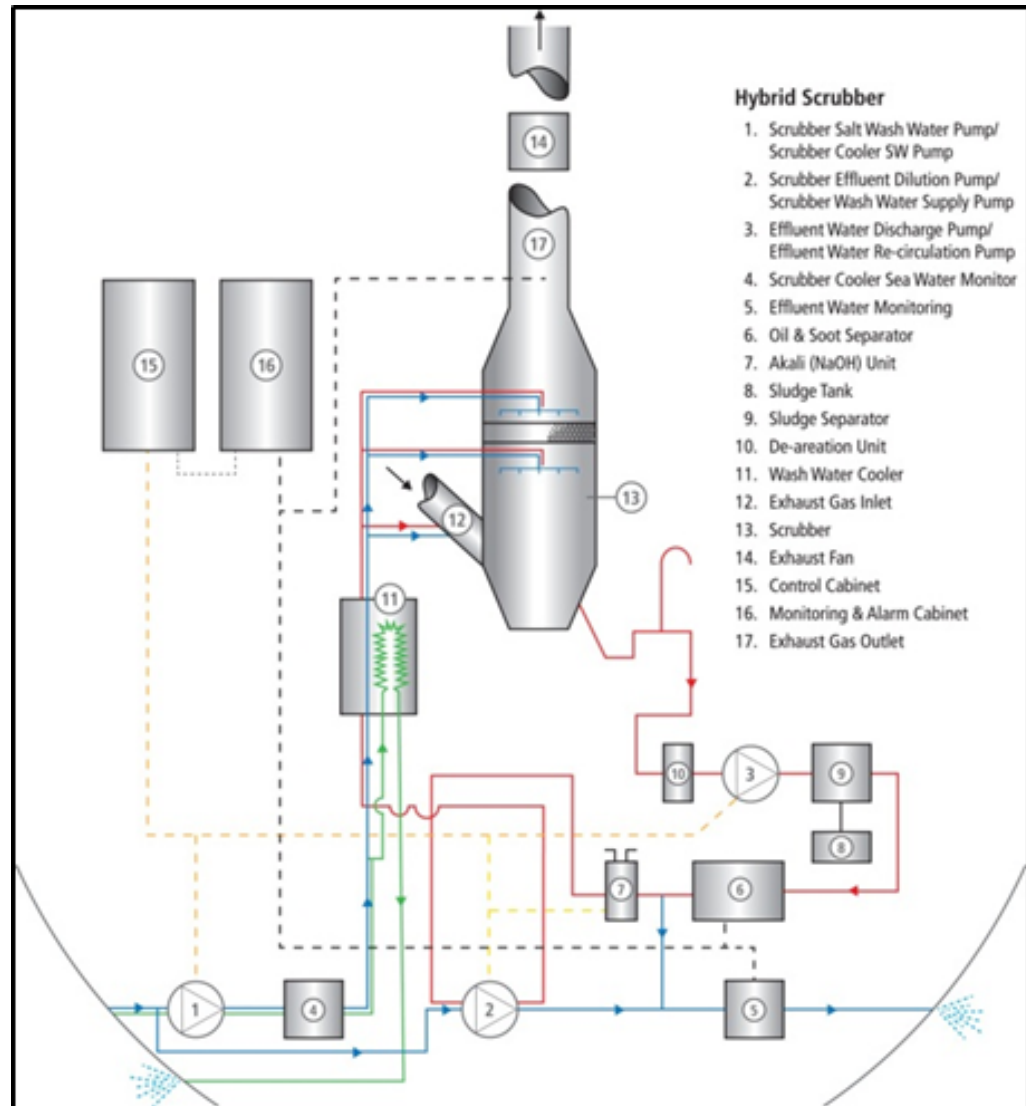 14
17
15
16
12
13
11
10
3
9
8
7
6
1
4
2
5
Hybrid Scrubber
1. Scrubber Salt Wash Water Pump/
Scrubber Cooler SW Pump
2. Scrubber Effluent Dilution Pump/
Scrubber Wash Water Supply Pump
3. Effluent Water Discharge Pump/
Effluent Water Re-circulation Pump
4. Scrubber Cooler Sea Water Monitor
5. Effluent Water Monitoring
6. Oil & Soot Separator
7. Akali (NaOH) Unit
8. Sludge Tank
9. Sludge Separator
10. De-areation Unit
11. Wash Water Cooler
12. Exhaust Gas Inlet
13. Scrubber
14. Exhaust Fan
15. Control Cabinet
16. Monitoring & Alarm Cabinet
17. Exhaust Gas Outlet